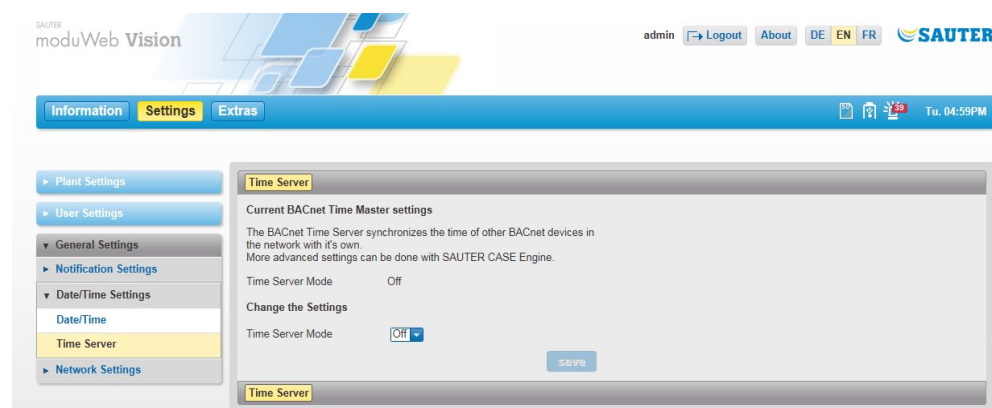 SAUTER
moduWeb Vision
admin Logout About DE EN FR SAUTER
Information Settings Extras
SD 39 Tu. 04:59PM
Plant Settings
User Settings
General Settings
Notification Settings
Date/Time Settings
Date/Time
Time Server
Network Settings
Time Server
Current BACnet Time Master settings
The BACnet Time Server synchronizes the time of other BACnet devices in
the network with it's own.
More advanced settings can be done with SAUTER CASE Engine.
Time Server Mode Off
Change the Settings
Time Server Mode Off
save
Time Server